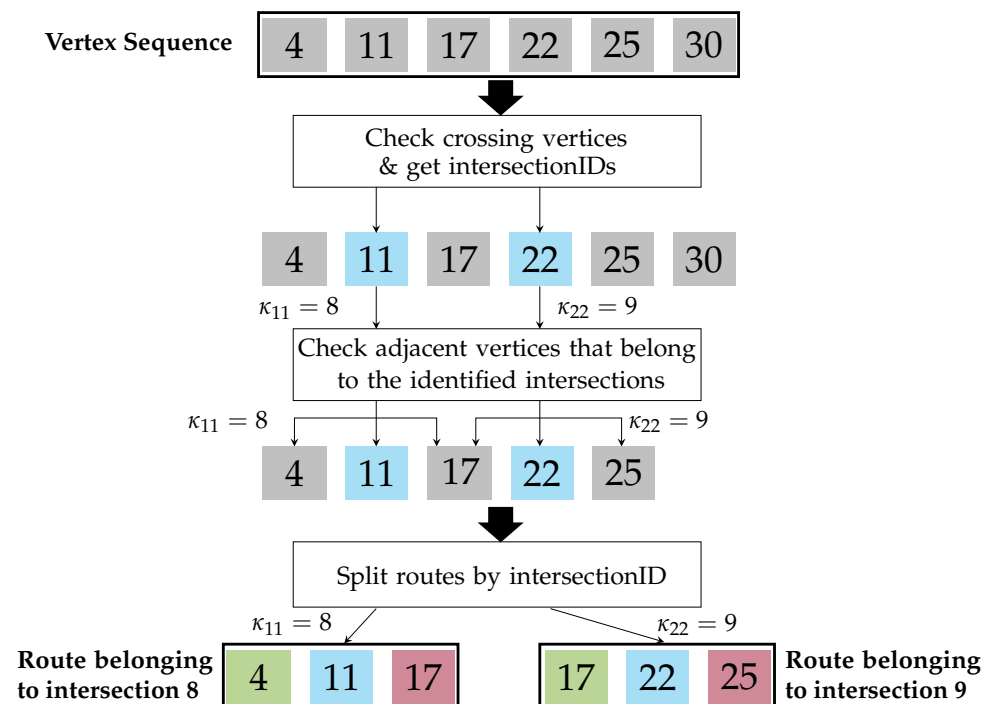 Vertex Sequence
4 11 17 22 25 30
Check crossing vertices
& get intersectionIDs
4 11 17 22 25 30
κ₁₁ = 8 κ₂₂ = 9
Check adjacent vertices that belong
to the identified intersections
κ₁₁ = 8 κ₂₂ = 9
4 11 17 22 25
Split routes by intersectionID
κ₁₁ = 8 κ₂₂ = 9
Route belonging
to intersection 8
4 11 17
17 22 25
Route belonging
to intersection 9